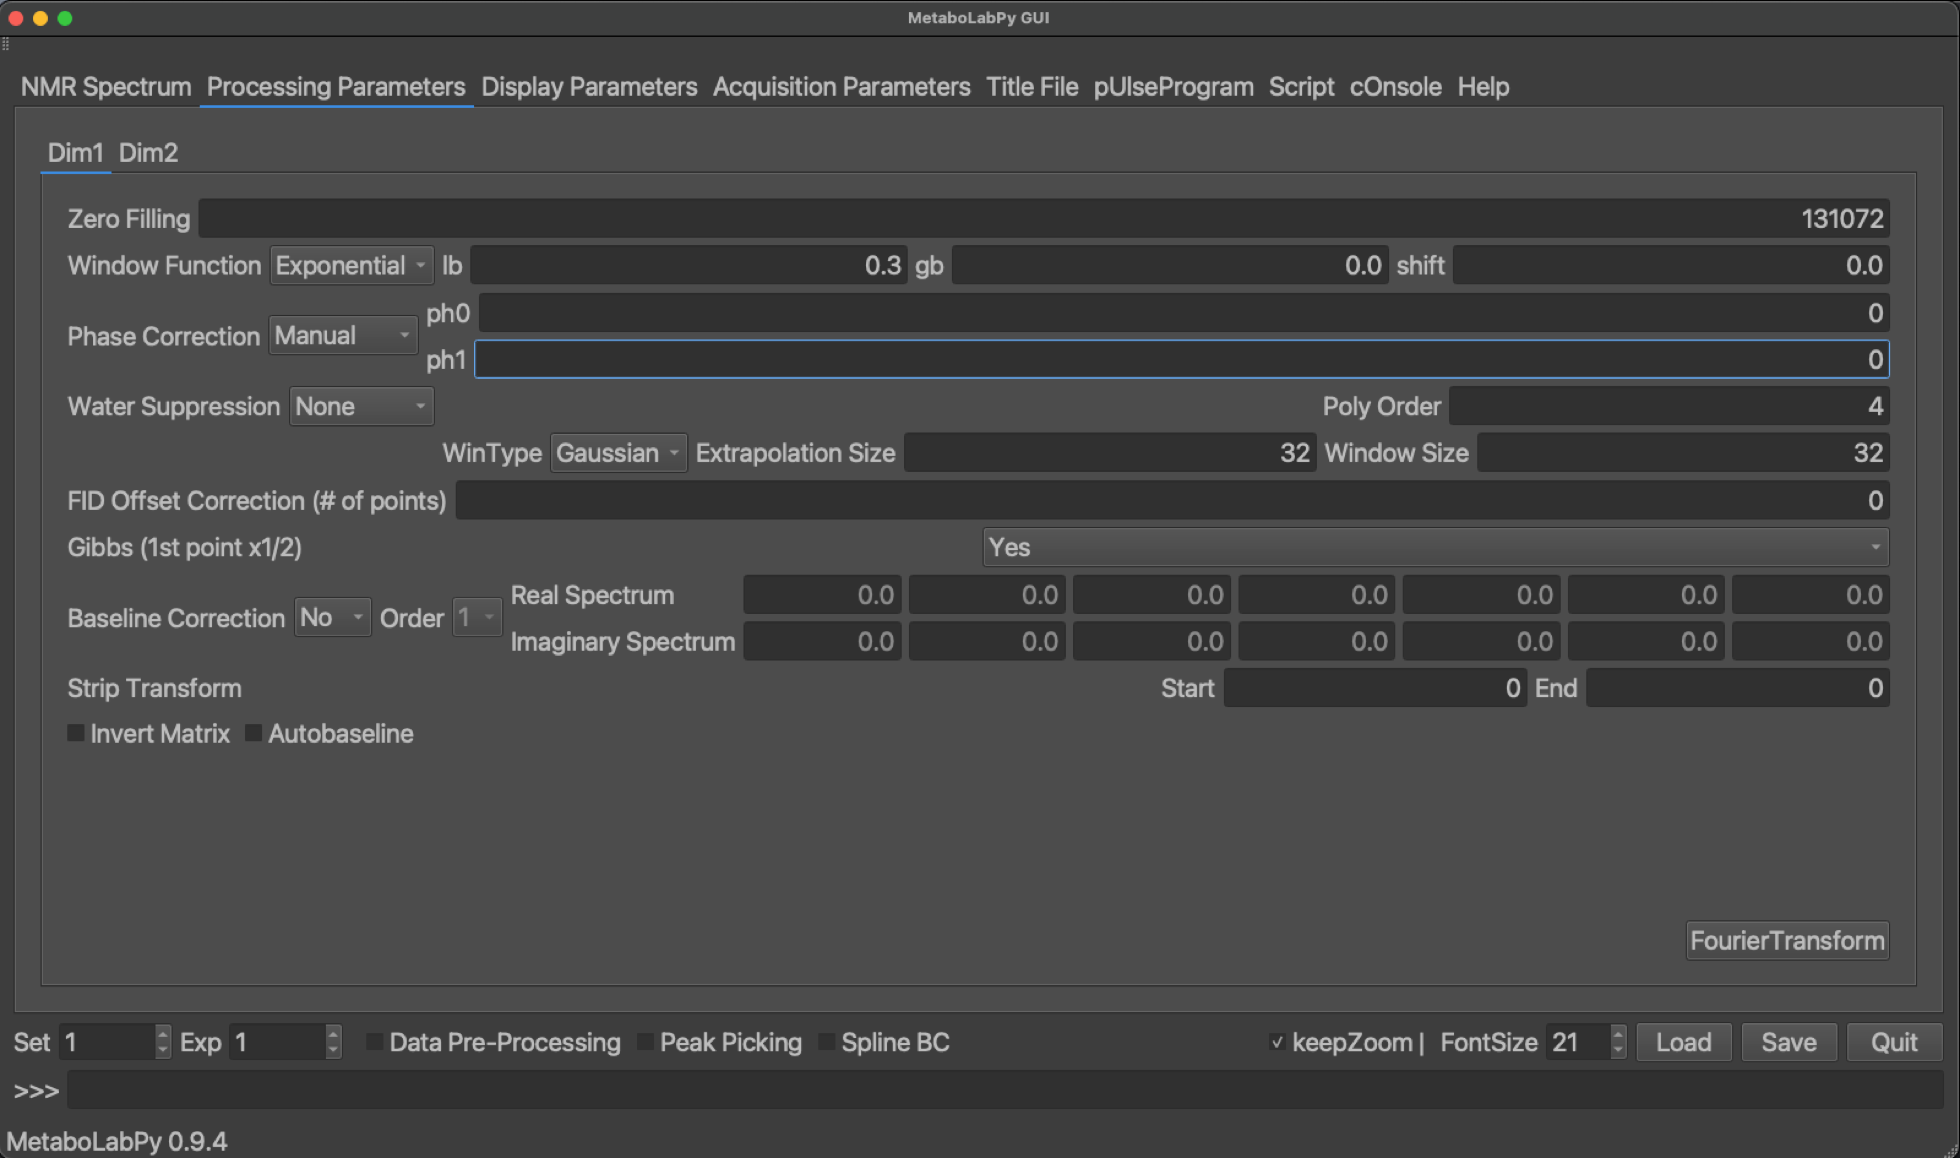 MetaboLabPy GUI
NMR Spectrum Processing Parameters Display Parameters Acquisition Parameters Title File pUlseProgram Script cOnsole Help
Dim1 Dim2
Zero Filling 131072
Window Function Exponential lb 0.3 gb 0.0 shift 0.0
ph0 0
Phase Correction Manual
ph1 0
Water Suppression None Poly Order 4
WinType Gaussian Extrapolation Size 32 Window Size 32
FID Offset Correction (# of points) 0
Gibbs (1st point x1/2) Yes
Real Spectrum 0.0 0.0 0.0 0.0 0.0 0.0 0.0
Baseline Correction No Order 1
Imaginary Spectrum 0.0 0.0 0.0 0.0 0.0 0.0 0.0
Strip Transform Start 0 End 0
Invert Matrix Autobaseline
FourierTransform
Set 1 Exp 1 Data Pre-Processing Peak Picking Spline BC keepZoom | FontSize 21 Load Save Quit
>>>
MetaboLabPy 0.9.4